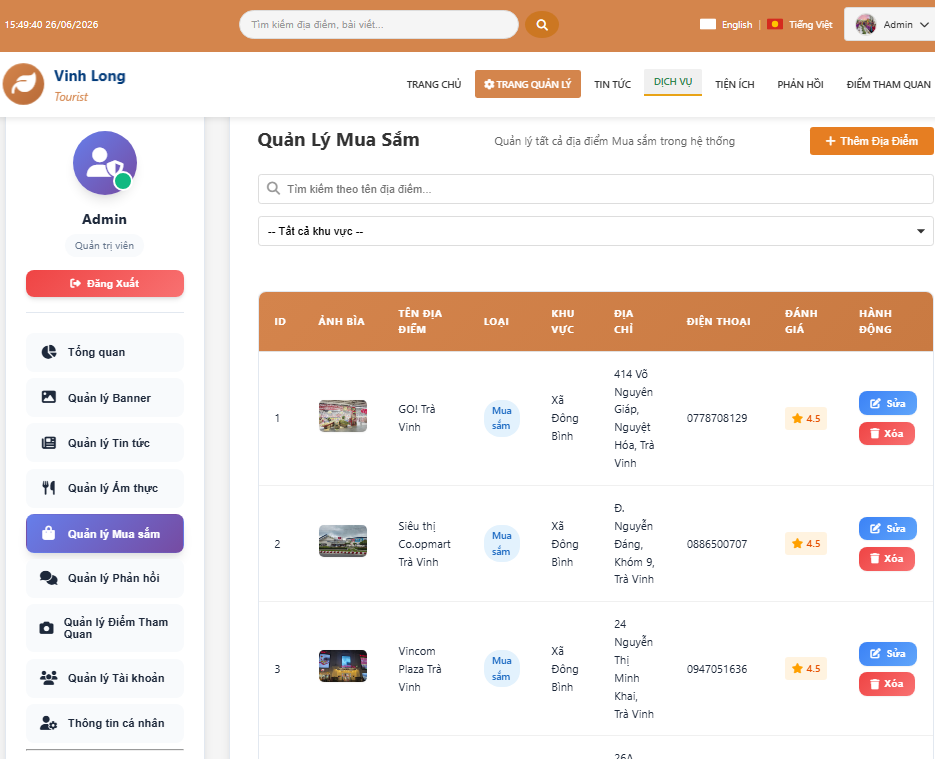 15:49:40 26/06/2026
Tìm kiếm địa điểm, bài viết...
English | Tiếng Việt
Admin
Vinh Long
Tourist
TRANG CHỦ
TRANG QUẢN LÝ
TIN TỨC
DỊCH VỤ
TIỆN ÍCH
PHẢN HỒI
ĐIỂM THAM QUAN
Admin
Quản trị viên
Đăng Xuất
Tổng quan
Quản lý Banner
Quản lý Tin tức
Quản lý Ẩm thực
Quản lý Mua sắm
Quản lý Phản hồi
Quản lý Điểm Tham
Quan
Quản lý Tài khoản
Thông tin cá nhân
Quản Lý Mua Sắm
Quản lý tất cả địa điểm Mua sắm trong hệ thống
+ Thêm Địa Điểm
Tìm kiếm theo tên địa điểm...
-- Tất cả khu vực --
ID
ẢNH BÌA
TÊN ĐỊA
ĐIỂM
LOẠI
KHU
VỰC
ĐỊA
CHỈ
ĐIỆN THOẠI
ĐÁNH
GIÁ
HÀNH
ĐỘNG
1
GO! Trà
Vinh
Mua
sắm
Xã
Đông
Bình
414 Võ
Nguyên
Giáp,
Nguyệt
Hóa, Trà
Vinh
0778708129
4.5
Sửa
Xóa
2
Siêu thị
Co.opmart
Trà Vinh
Mua
sắm
Xã
Đông
Bình
Đ.
Nguyễn
Đáng,
Khóm 9,
Trà Vinh
0886500707
4.5
Sửa
Xóa
3
Vincom
Plaza Trà
Vinh
Mua
sắm
Xã
Đông
Bình
24
Nguyễn
Thị
Minh
Khai,
Trà Vinh
0947051636
4.5
Sửa
Xóa
26A